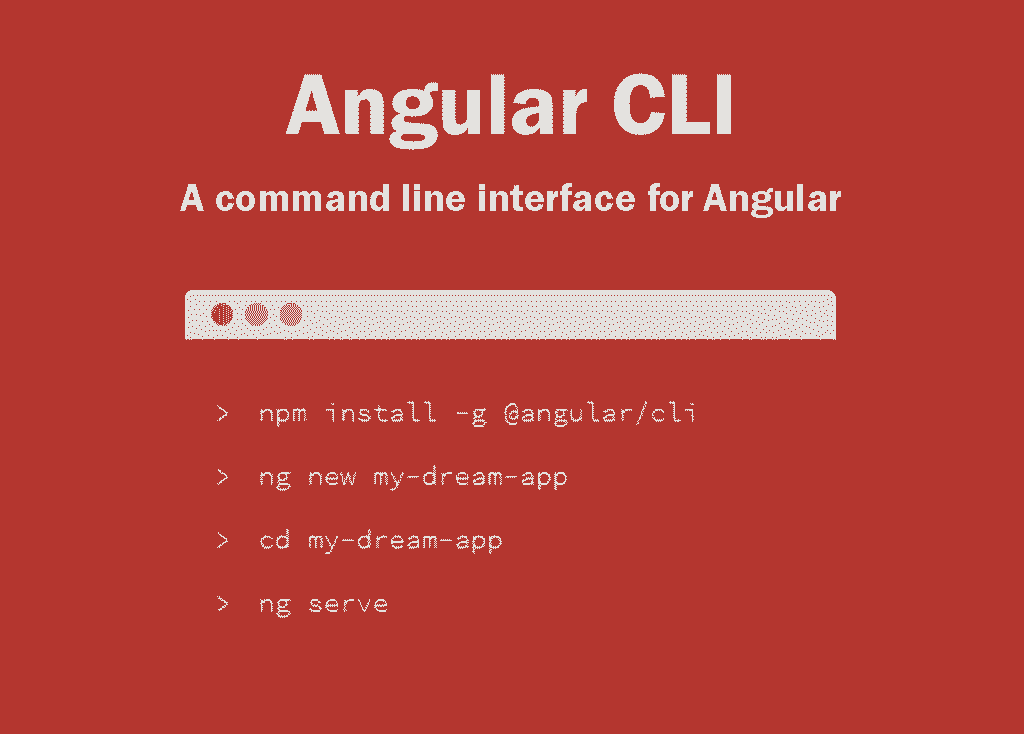 Angular CLI
A command line interface for Angular
> npm install -g @angular/cli
> ng new my-dream-app
> cd my-dream-app
> ng serve